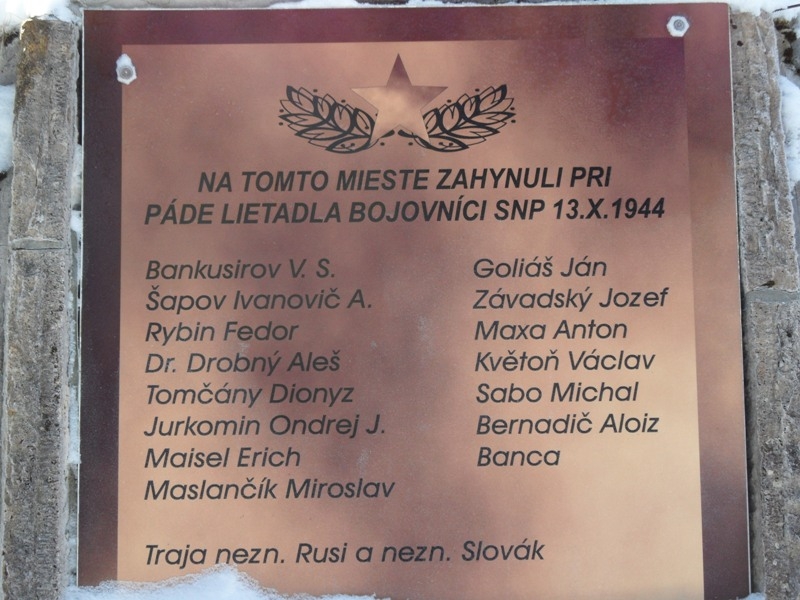 NA TOMTO MIESTE ZAHYNULI PRI
PÁDE LIETADLA BOJOVNÍCI SNP 13.X.1944
Bankusirov V. S.
Šapov Ivanovič A.
Rybin Fedor
Dr. Drobný Aleš
Tomčány Dionyz
Jurkomin Ondrej J.
Maisel Erich
Maslančík Miroslav
Goliáš Ján
Závadský Jozef
Maxa Anton
Květoň Václav
Sabo Michal
Bernadič Aloiz
Banca
Traja nezn. Rusi a nezn. Slovák